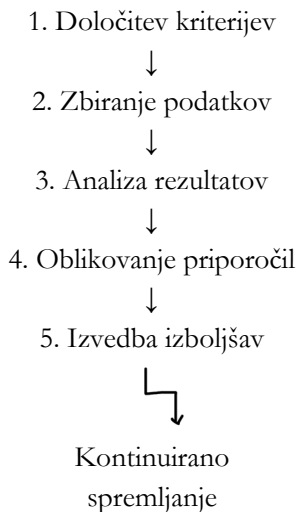 1. Določitev kriterijev
↓
2. Zbiranje podatkov
↓
3. Analiza rezultatov
↓
4. Oblikovanje priporočil
↓
5. Izvedba izboljšav
Kontinuirano
spremljanje